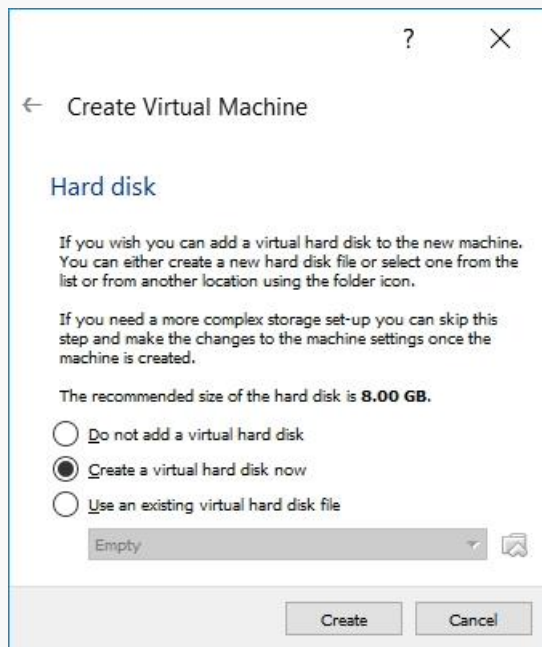 ?
Create Virtual Machine
Hard disk
If you wish you can add a virtual hard disk to the new machine.
You can either create a new hard disk file or select one from the
list or from another location using the folder icon.
If you need a more complex storage set-up you can skip this
step and make the changes to the machine settings once the
machine is created.
The recommended size of the hard disk is 8.00 GB.
Do not add a virtual hard disk
Create a virtual hard disk now
Use an existing virtual hard disk file
Empty
Create Cancel